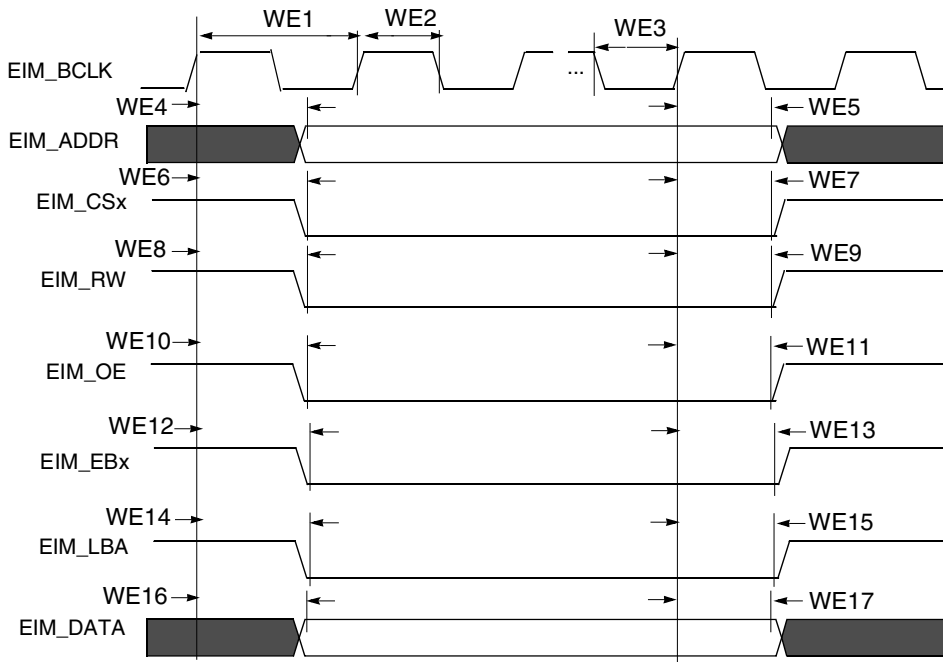 WE1
WE2
WE3
EIM_BCLK
...
WE4
WE5
EIM_ADDR
WE6
WE7
EIM_CSx
WE8
WE9
EIM_RW
WE10
WE11
EIM_OE
WE12
WE13
EIM_EBx
WE14
WE15
EIM_LBA
WE16
WE17
EIM_DATA